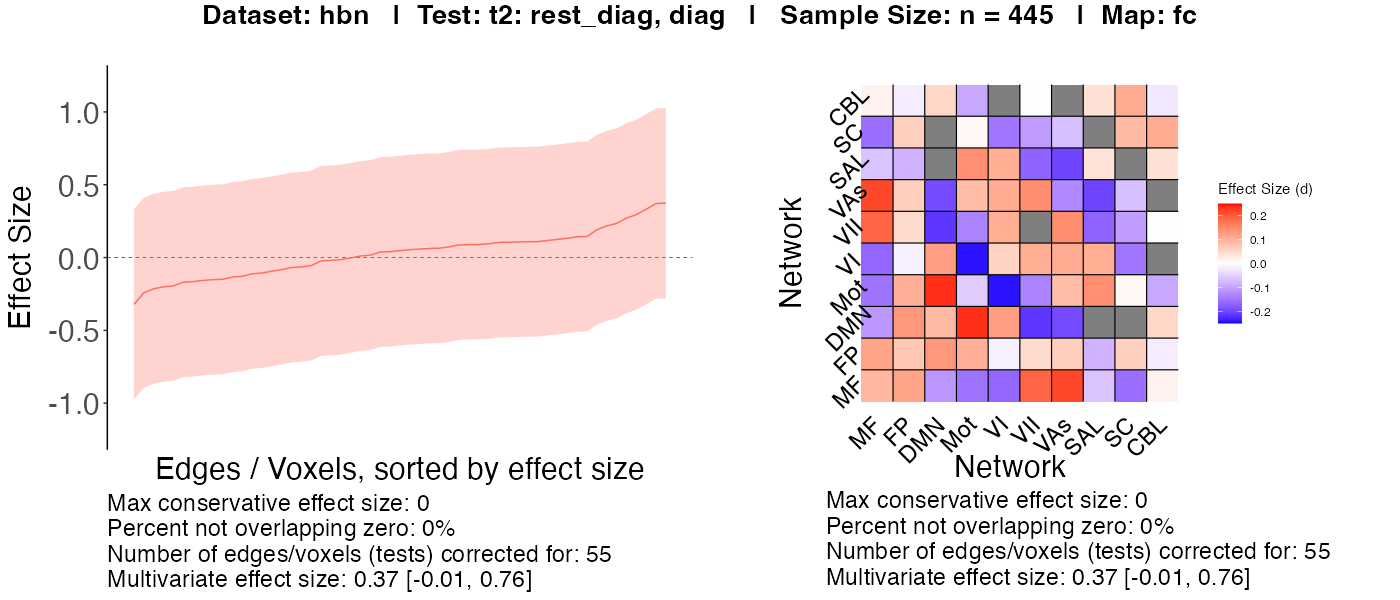 Dataset: hbn | Test: t2: rest_diag, diag | Sample Size: n = 445 | Map: fc
Effect Size
1.0
0.5
0.0
-0.5
-1.0
Edges / Voxels, sorted by effect size
Max conservative effect size: 0
Percent not overlapping zero: 0%
Number of edges/voxels (tests) corrected for: 55
Multivariate effect size: 0.37 [-0.01, 0.76]
Network
CBL
SC
SAL
VAs
VII
VI
Mot
DMN
FP
MF
MF FP DMN Mot VI VII VAs SAL SC CBL
Network
Effect Size (d)
0.2
0.1
0.0
-0.1
-0.2
Max conservative effect size: 0
Percent not overlapping zero: 0%
Number of edges/voxels (tests) corrected for: 55
Multivariate effect size: 0.37 [-0.01, 0.76]